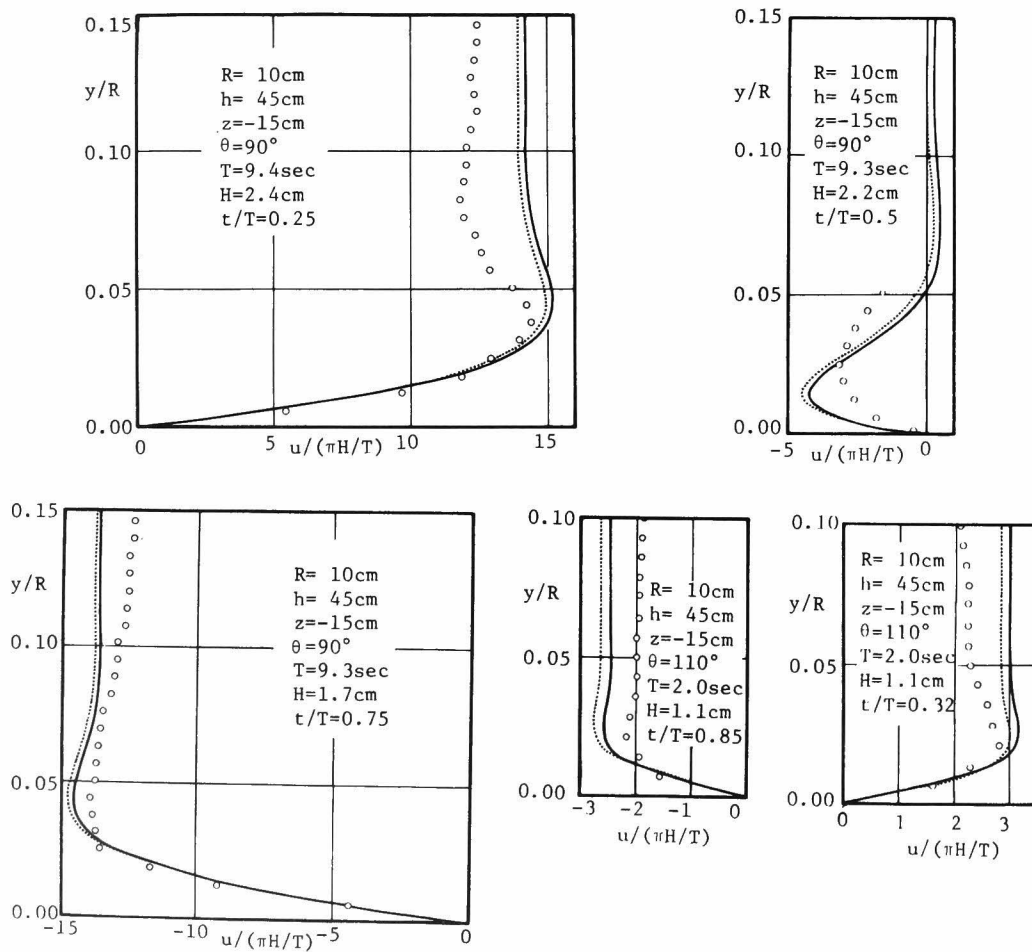 0.15
y/R
R= 10cm
h= 45cm
z=-15cm
θ=90°
T=9.4sec
H=2.4cm
t/T=0.25
0.10
0.05
0.00
0
5
10
15
u/(πH/T)
0.15
y/R
R= 10cm
h= 45cm
z=-15cm
θ=90°
T=9.3sec
H=2.2cm
t/T=0.5
0.10
0.05
0.00
-5
0
u/(πH/T)
0.15
y/R
R= 10cm
h= 45cm
z=-15cm
θ=90°
T=9.3sec
H=1.7cm
t/T=0.75
0.10
0.05
0.00
-15
-10
-5
0
u/(πH/T)
0.10
y/R
R= 10cm
h= 45cm
z=-15cm
θ=110°
T=2.0sec
H=1.1cm
t/T=0.85
0.05
0.00
-3
-2
-1
0
u/(πH/T)
0.10
y/R
R= 10cm
h= 45cm
z=-15cm
θ=110°
T=2.0sec
H=1.1cm
t/T=0.32
0.05
0.00
0
1
2
3
u/(πH/T)